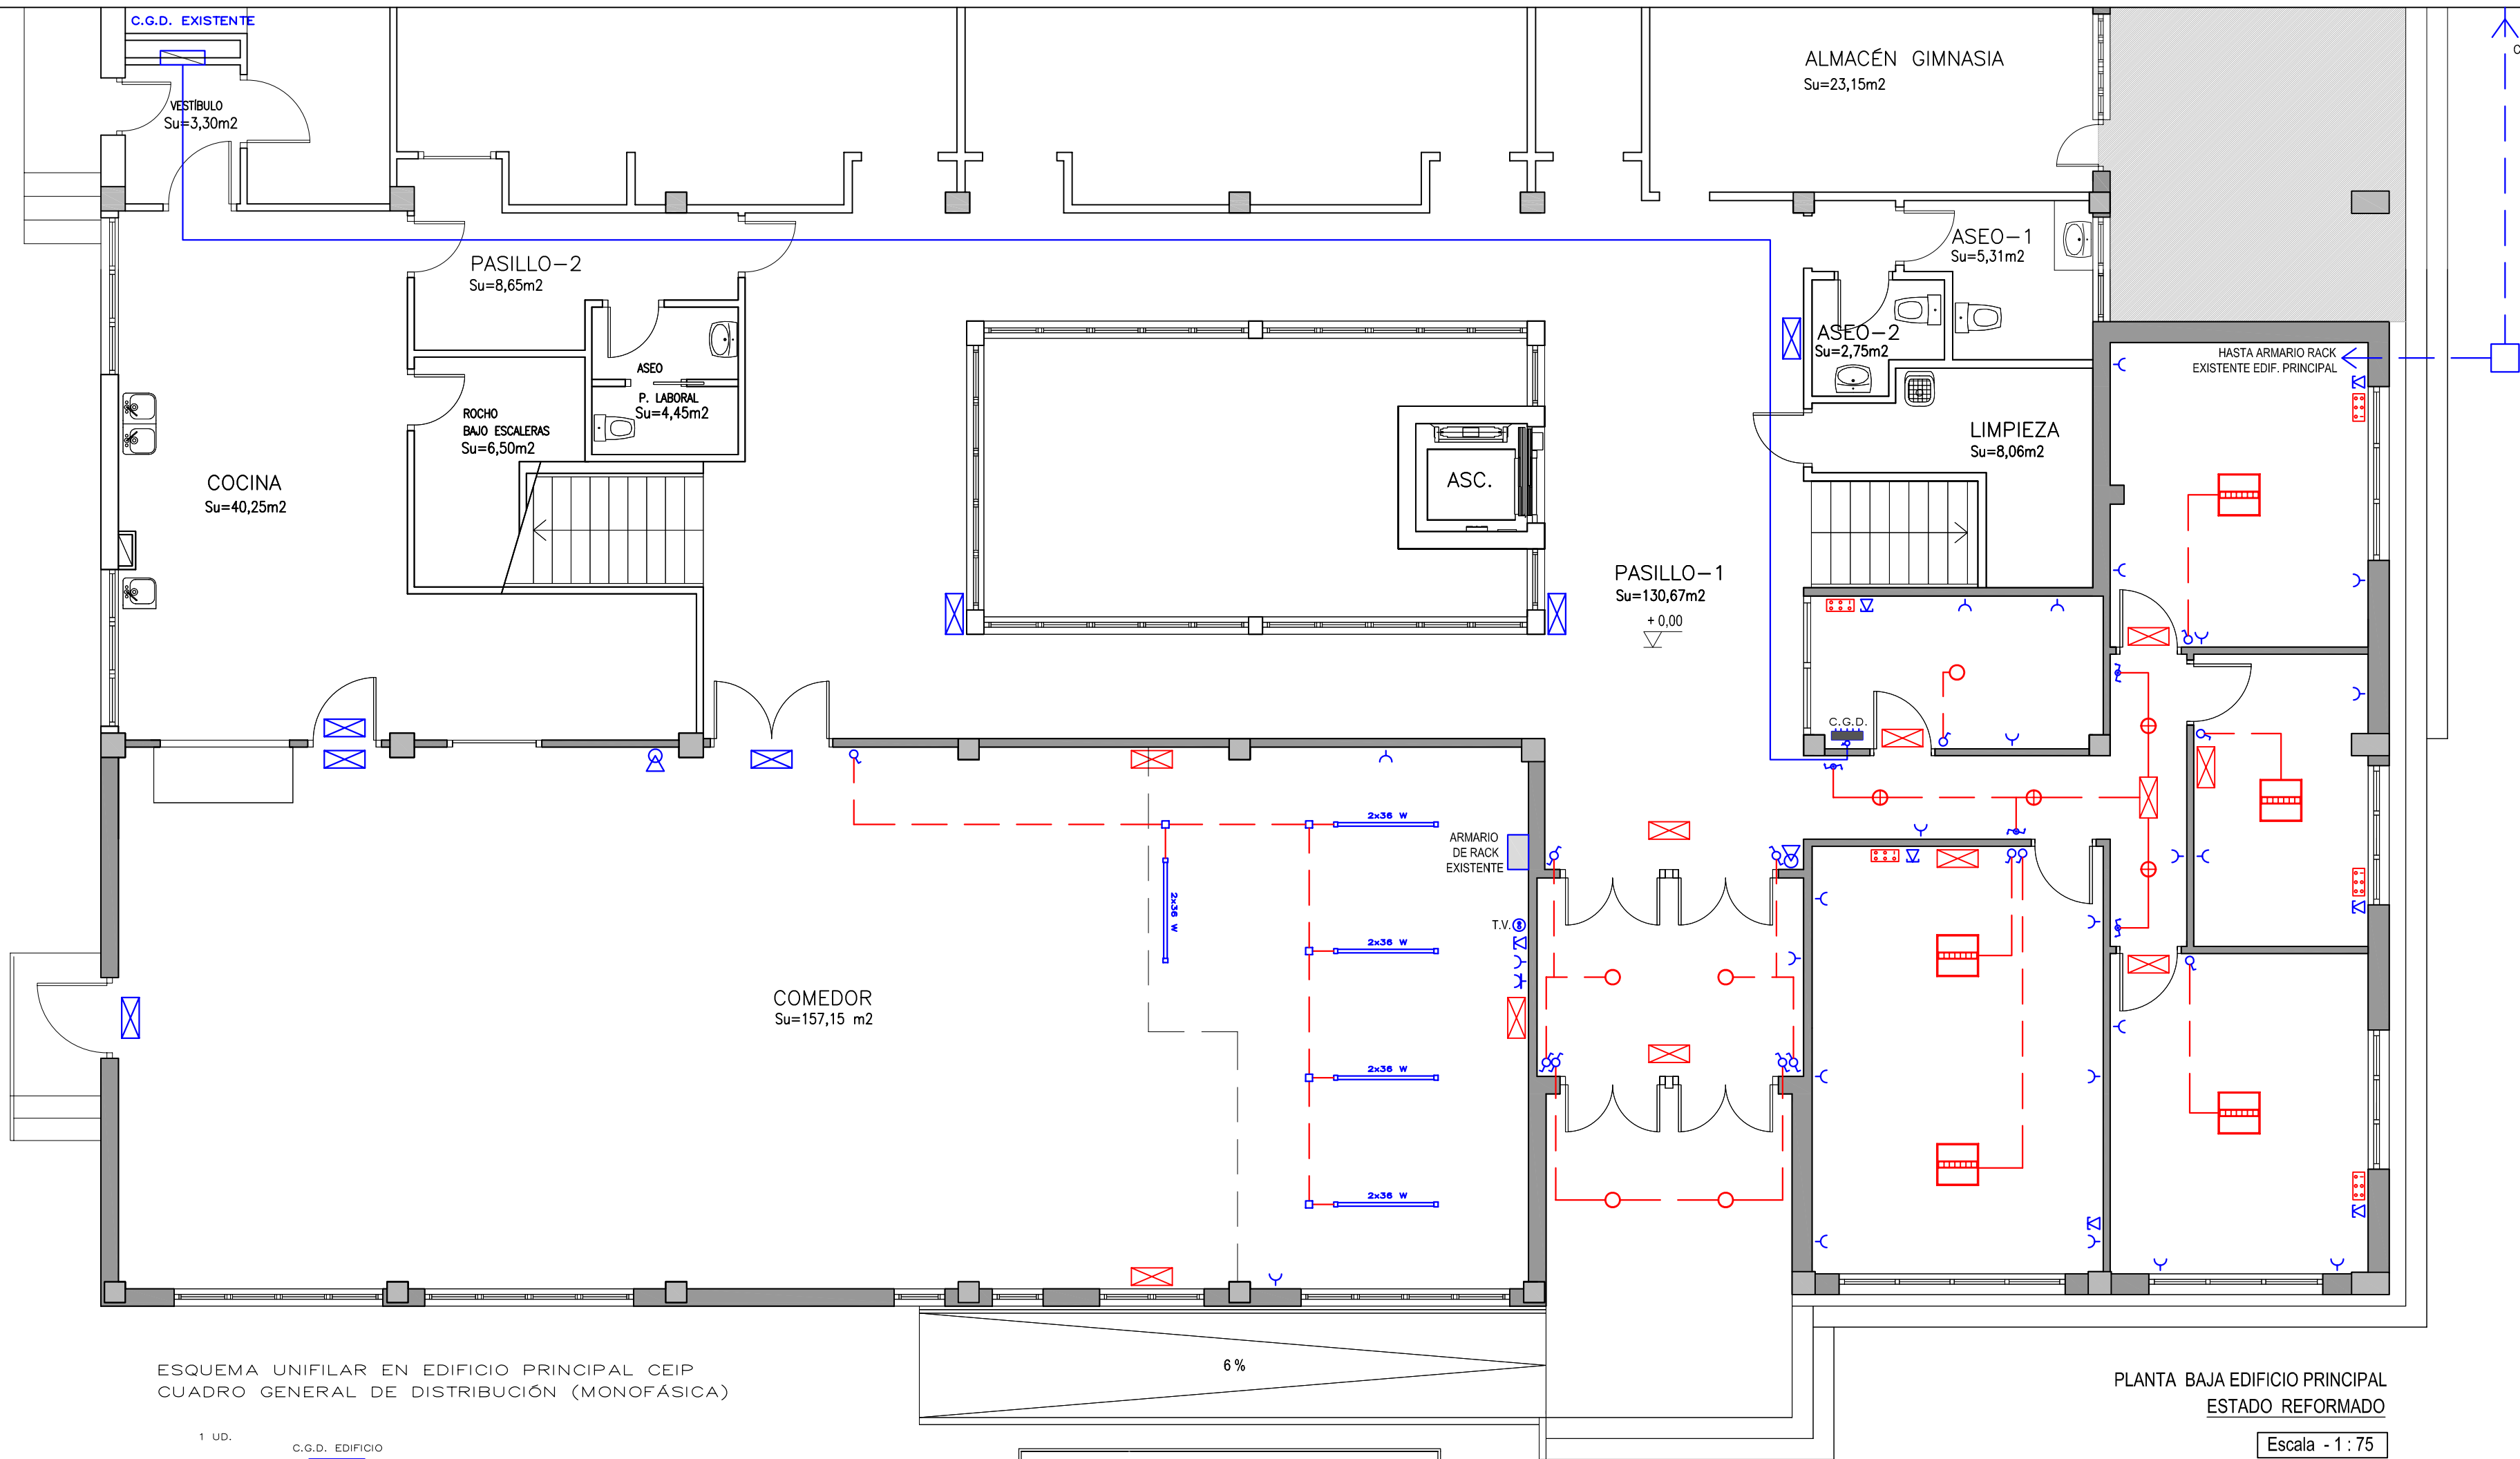 C.G.D. EXISTENTE
VESTÍBULO
Su=3,30m2
ALMACÉN GIMNASIA
Su=23,15m2
PASILLO-2
Su=8,65m2
ASEO-1
Su=5,31m2
ASEO-2
Su=2,75m2
HASTA ARMARIO RACK
EXISTENTE EDIF. PRINCIPAL
ASEO
P. LABORAL
Su=4,45m2
ROCHO
BAJO ESCALERAS
Su=6,50m2
LIMPIEZA
Su=8,06m2
COCINA
Su=40,25m2
ASC.
PASILLO-1
Su=130,67m2
+ 0,00
C.G.D.
2x36 W
ARMARIO
DE RACK
EXISTENTE
2x36 W
T.V.
2x36 W
COMEDOR
Su=157,15 m2
2x36 W
2x36 W
6 %
ESQUEMA UNIFILAR EN EDIFICIO PRINCIPAL CEIP
CUADRO GENERAL DE DISTRIBUCIÓN (MONOFÁSICA)
PLANTA BAJA EDIFICIO PRINCIPAL
ESTADO REFORMADO
1 UD.
C.G.D. EDIFICIO
Escala - 1 : 75